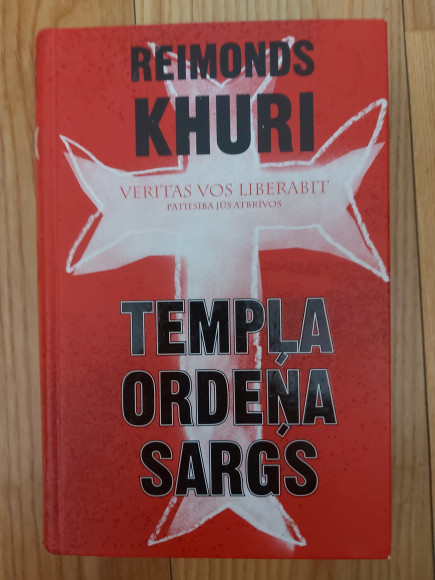 REIMONDS
KHURI
VERITAS VOS LIBERABIT
PATIESĪBA JŪS ATBRĪVOS
TEMPĻA
ORDEŅA
SARGS